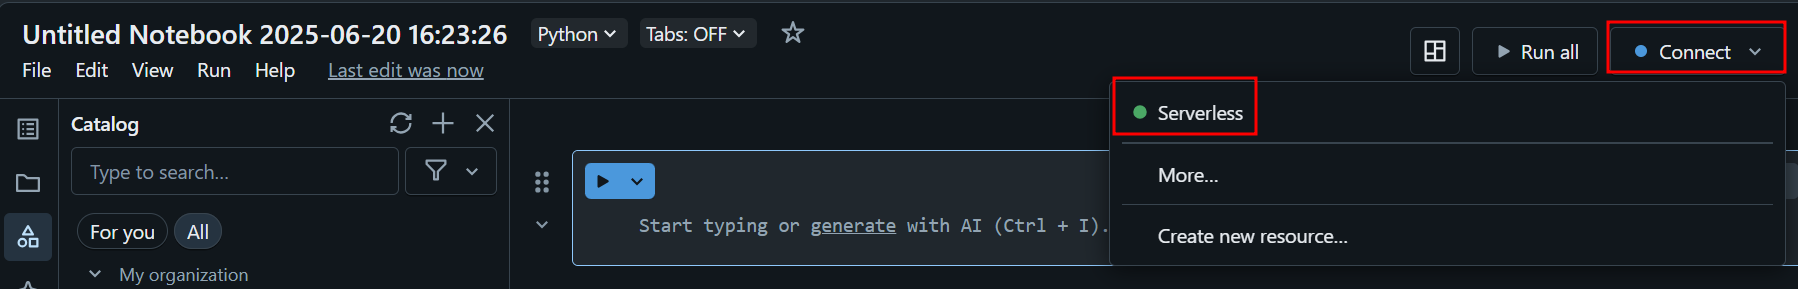 Untitled Notebook 2025-06-20 16:23:26 Python Tabs: OFF
File Edit View Run Help Last edit was now
Run all Connect
Serverless
More...
Create new resource...
Catalog
Type to search...
For you All
My organization
Start typing or generate with AI (Ctrl + I).